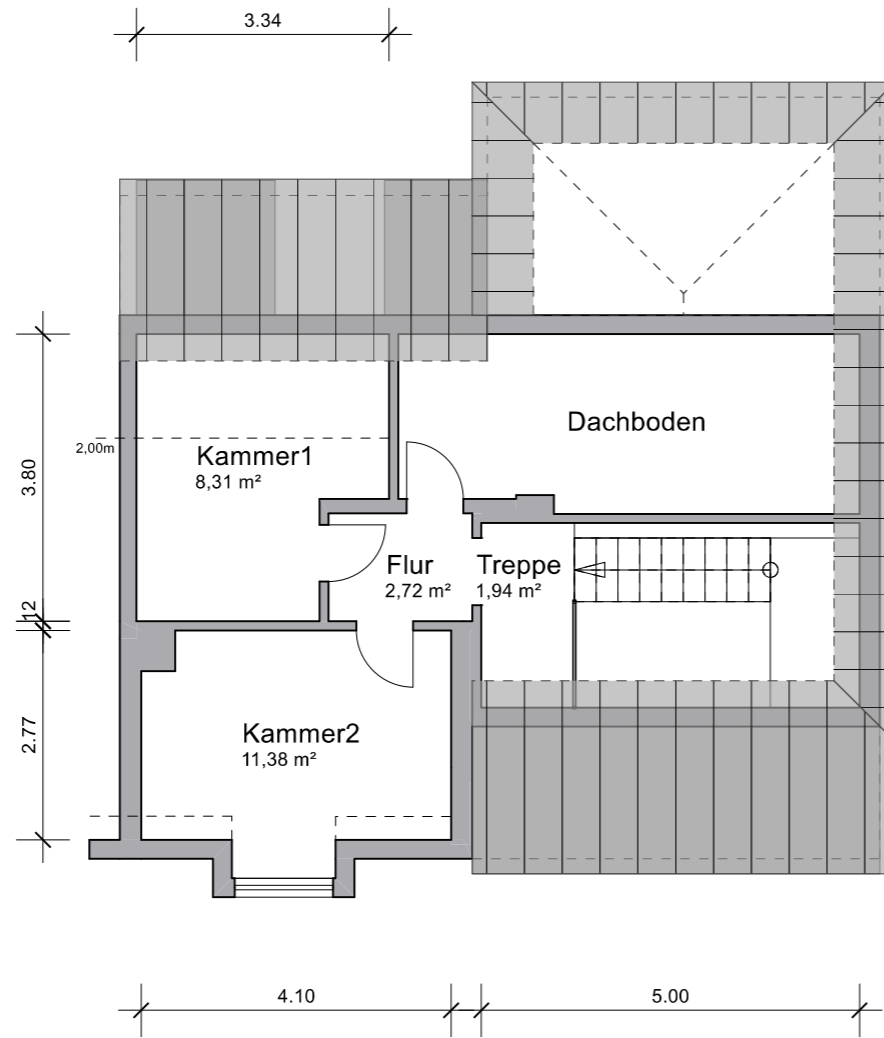 3.34
Dachboden
2,00m
Kammer1
8,31 m²
3.80
Flur
2,72 m²
Treppe
1,94 m²
12
Kammer2
11,38 m²
2.77
4.10
5.00